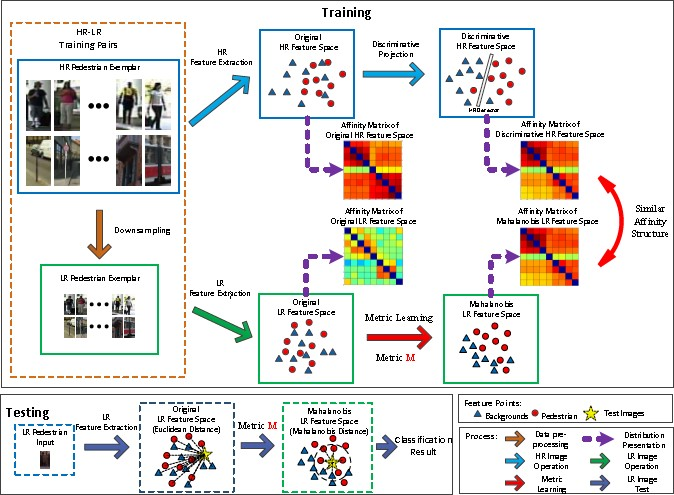 Training
HR-LR
Training Pairs
HR Pedestrian Exemplar
Downsampling
LR Pedestrian Exemplar
HR
Feature Extraction
LR
Feature Extraction
Original
HR Feature Space
Discriminative
Projection
Discriminative
HR Feature Space
HR Detector
Affinity Matrix of
Original HR Feature Space
Affinity Matrix of
Discriminative HR Feature Space
Affinity Matrix of
Original LR Feature Space
Affinity Matrix of
Mahalanobis LR Feature Space
Similar
Affinity
Structure
Original
LR Feature Space
Metric Learning
Metric M
Mahalanobis
LR Feature Space
Testing
LR Pedestrian
Input
LR
Feature Extraction
Original
LR Feature Space
(Euclidean Distance)
Metric M
Mahalanobis
LR Feature Space
(Mahalanobis Distance)
Classification
Result
Feature Points:
Backgrounds
Pedestrian
Test Images
Process:
Data pre-
processing
Distribution
Presentation
HR Image
Operation
LR Image
Operation
Metric
Learning
LR Image
Test